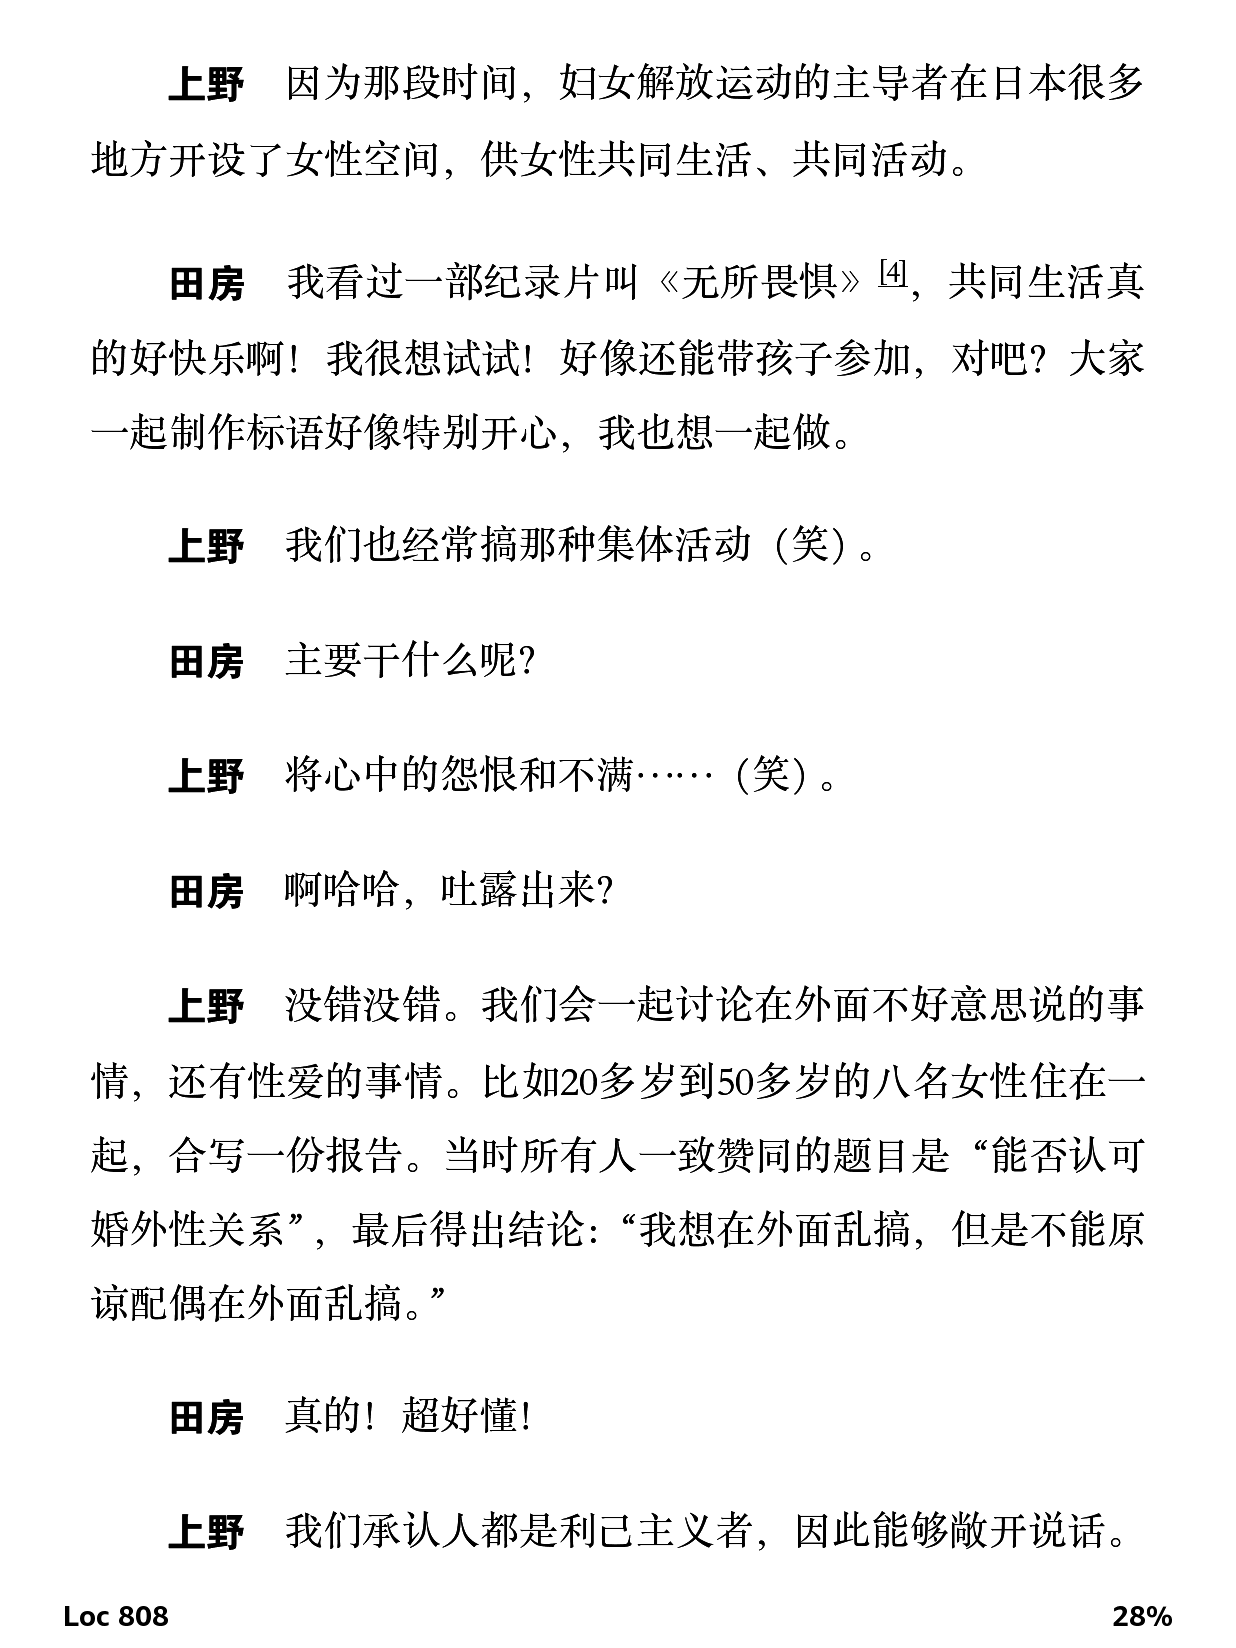 上野　因为那段时间，妇女解放运动的主导者在日本很多
地方开设了女性空间，供女性共同生活、共同活动。
田房　我看过一部纪录片叫《无所畏惧》[4]，共同生活真
的好快乐啊！我很想试试！好像还能带孩子参加，对吧？大家
一起制作标语好像特别开心，我也想一起做。
上野　我们也经常搞那种集体活动（笑）。
田房　主要干什么呢？
上野　将心中的怨恨和不满……（笑）。
田房　啊哈哈，吐露出来？
上野　没错没错。我们会一起讨论在外面不好意思说的事
情，还有性爱的事情。比如20多岁到50多岁的八名女性住在一
起，合写一份报告。当时所有人一致赞同的题目是“能否认可
婚外性关系”，最后得出结论：“我想在外面乱搞，但是不能原
谅配偶在外面乱搞。”
田房　真的！超好懂！
上野　我们承认人都是利己主义者，因此能够敞开说话。
Loc 808 28%